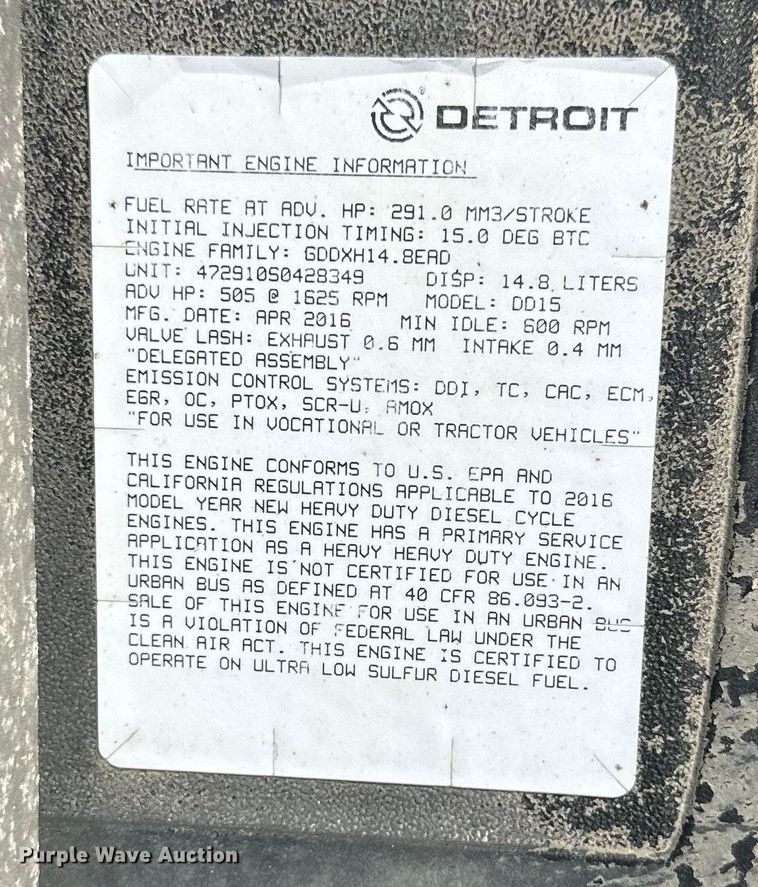 DETROIT
IMPORTANT ENGINE INFORMATION
FUEL RATE AT ADV. HP: 291.0 MM3/STROKE
INITIAL INJECTION TIMING: 15.0 DEG BTC
ENGINE FAMILY: GDDXH14.8EAD
UNIT: 472910S0428349 DISP: 14.8 LITERS
ADV HP: 505 @ 1625 RPM MODEL: DD15
MFG. DATE: APR 2016 MIN IDLE: 600 RPM
VALVE LASH: EXHAUST 0.6 MM INTAKE 0.4 MM
"DELEGATED ASSEMBLY"
EMISSION CONTROL SYSTEMS: DDI, TC, CAC, ECM,
EGR, OC, PTOX, SCR-U, AMOX
"FOR USE IN VOCATIONAL OR TRACTOR VEHICLES"
THIS ENGINE CONFORMS TO U.S. EPA AND
CALIFORNIA REGULATIONS APPLICABLE TO 2016
MODEL YEAR NEW HEAVY DUTY DIESEL CYCLE
ENGINES. THIS ENGINE HAS A PRIMARY SERVICE
APPLICATION AS A HEAVY HEAVY DUTY ENGINE.
THIS ENGINE IS NOT CERTIFIED FOR USE IN AN
URBAN BUS AS DEFINED AT 40 CFR 86.093-2.
SALE OF THIS ENGINE FOR USE IN AN URBAN BUS
IS A VIOLATION OF FEDERAL LAW UNDER THE
CLEAN AIR ACT. THIS ENGINE IS CERTIFIED TO
OPERATE ON ULTRA LOW SULFUR DIESEL FUEL.
Purple Wave Auction